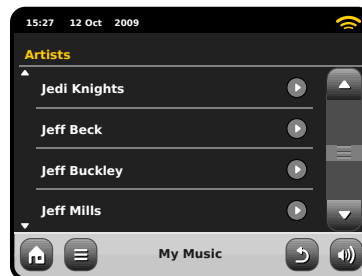 15:27 12 Oct 2009
Artists
Jedi Knights
Jeff Beck
Jeff Buckley
Jeff Mills
My Music